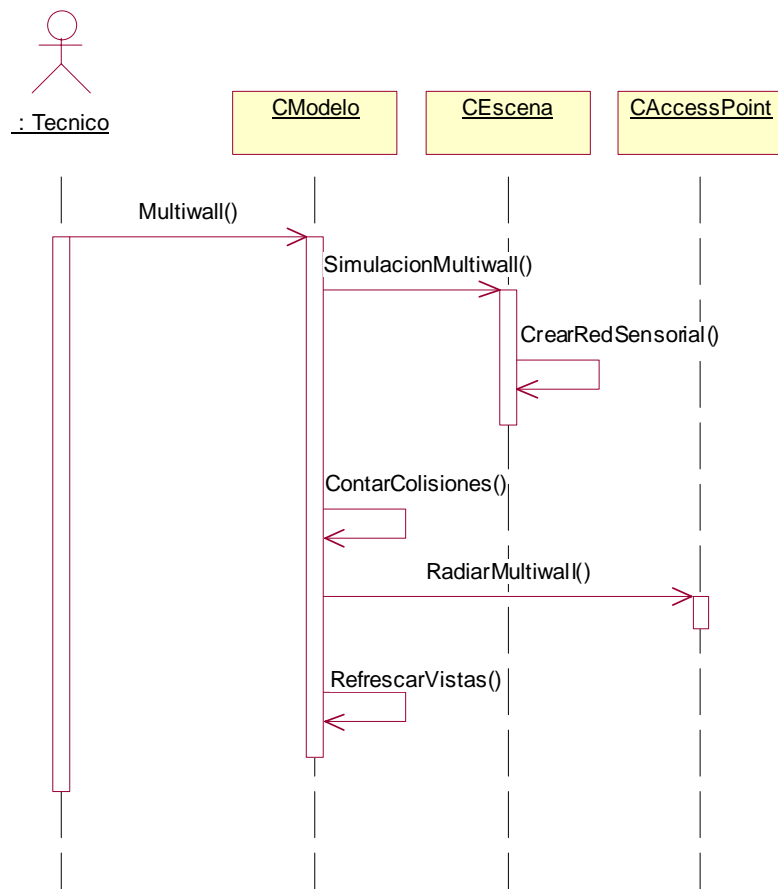 : Tecnico
CModelo
CEscena
CAccessPoint
Multiwall()
SimulacionMultiwall()
CrearRedSensorial()
ContarColisiones()
RadiarMultiwall()
RefrescarVistas()